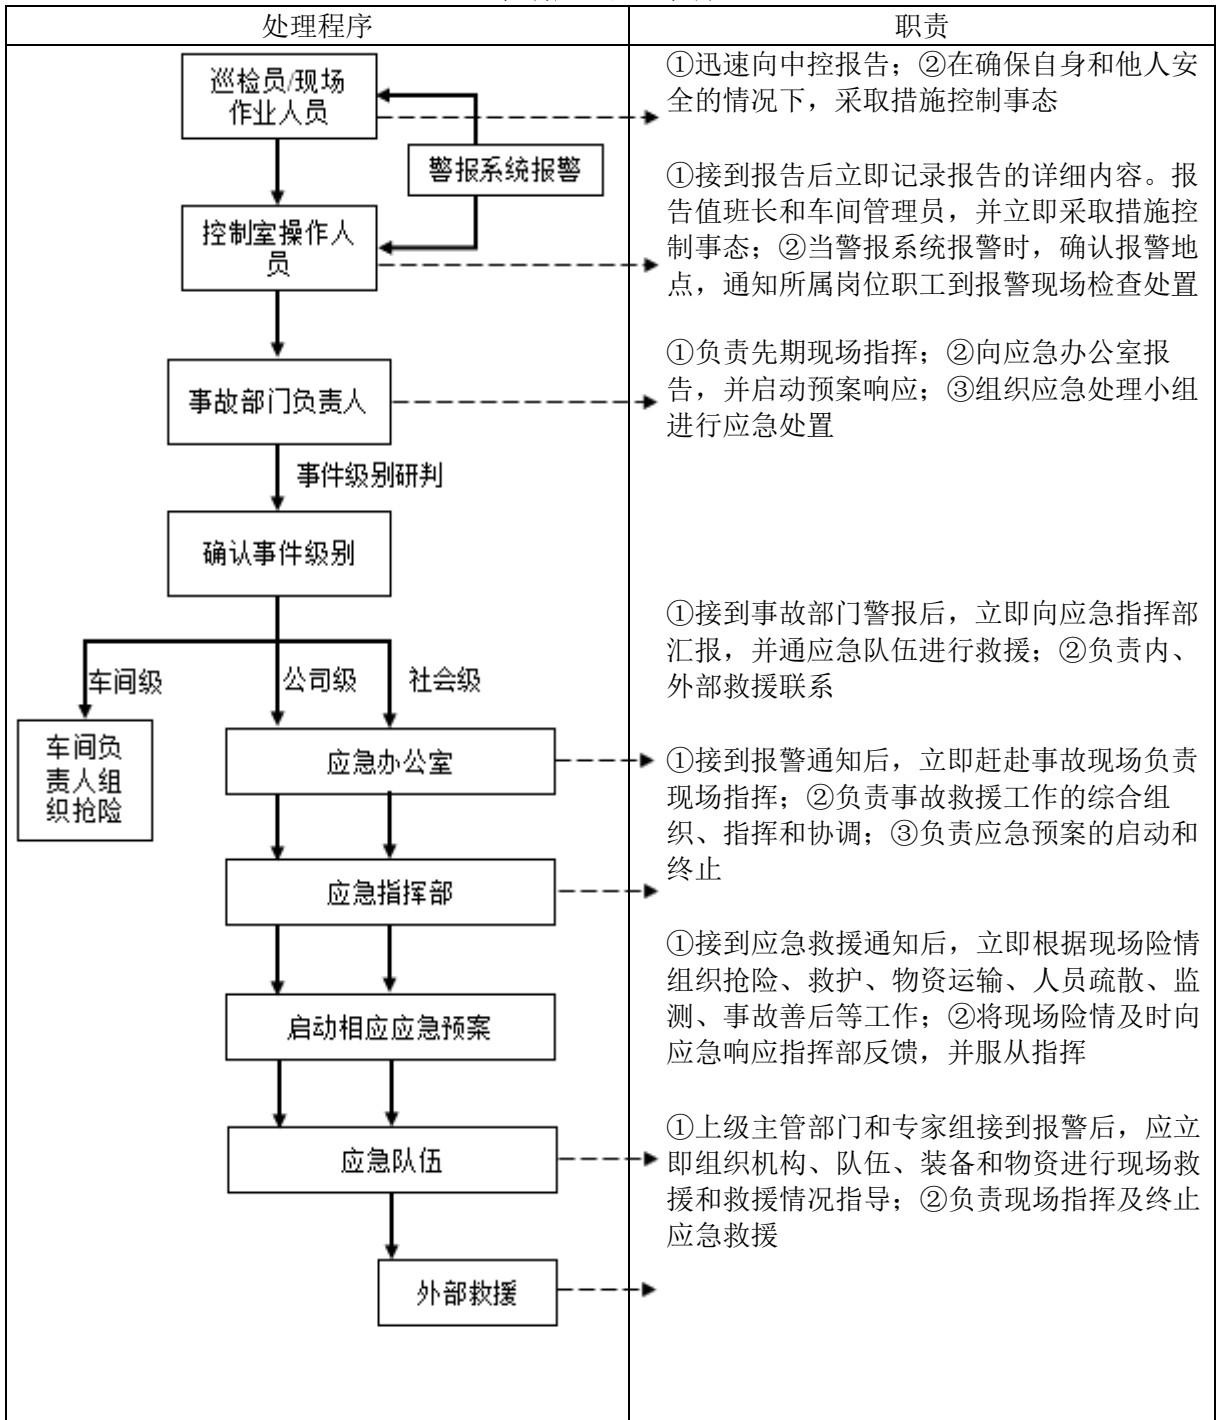 处理程序
职责
巡检员/现场
作业人员
警报系统报警
控制室操作人
员
事故部门负责人
事件级别研判
确认事件级别
车间级
公司级
社会级
车间负
责人组
织抢险
应急办公室
应急指挥部
启动相应应急预案
应急队伍
外部救援
①迅速向中控报告；②在确保自身和他人安
全的情况下，采取措施控制事态
①接到报告后立即记录报告的详细内容。报
告值班长和车间管理员，并立即采取措施控
制事态；②当警报系统报警时，确认报警地
点，通知所属岗位职工到报警现场检查处置
①负责先期现场指挥；②向应急办公室报
告，并启动预案响应；③组织应急处理小组
进行应急处置
①接到事故部门警报后，立即向应急指挥部
汇报，并通应急队伍进行救援；②负责内、
外部救援联系
①接到报警通知后，立即赶赴事故现场负责
现场指挥；②负责事故救援工作的综合组
织、指挥和协调；③负责应急预案的启动和
终止
①接到应急救援通知后，立即根据现场险情
组织抢险、救护、物资运输、人员疏散、监
测、事故善后等工作；②将现场险情及时向
应急响应指挥部反馈，并服从指挥
①上级主管部门和专家组接到报警后，应立
即组织机构、队伍、装备和物资进行现场救
援和救援情况指导；②负责现场指挥及终止
应急救援